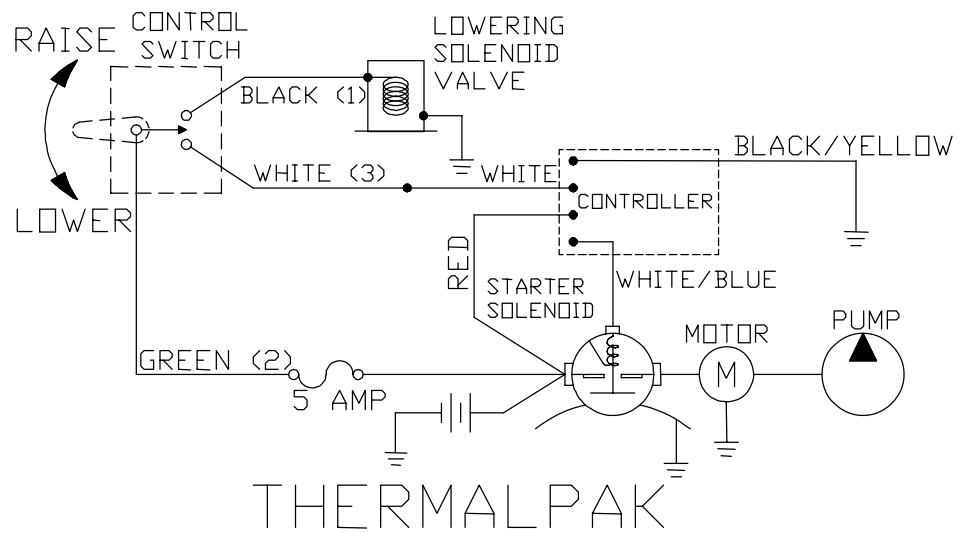 RAISE
CONTROL
SWITCH
LOWERING
SOLENOID
VALVE
BLACK (1)
BLACK/YELLOW
WHITE (3)
WHITE
CONTROLLER
LOWER
RED
WHITE/BLUE
STARTER
SOLENOID
MOTOR
PUMP
GREEN (2)
M
5 AMP
THERMALPAK